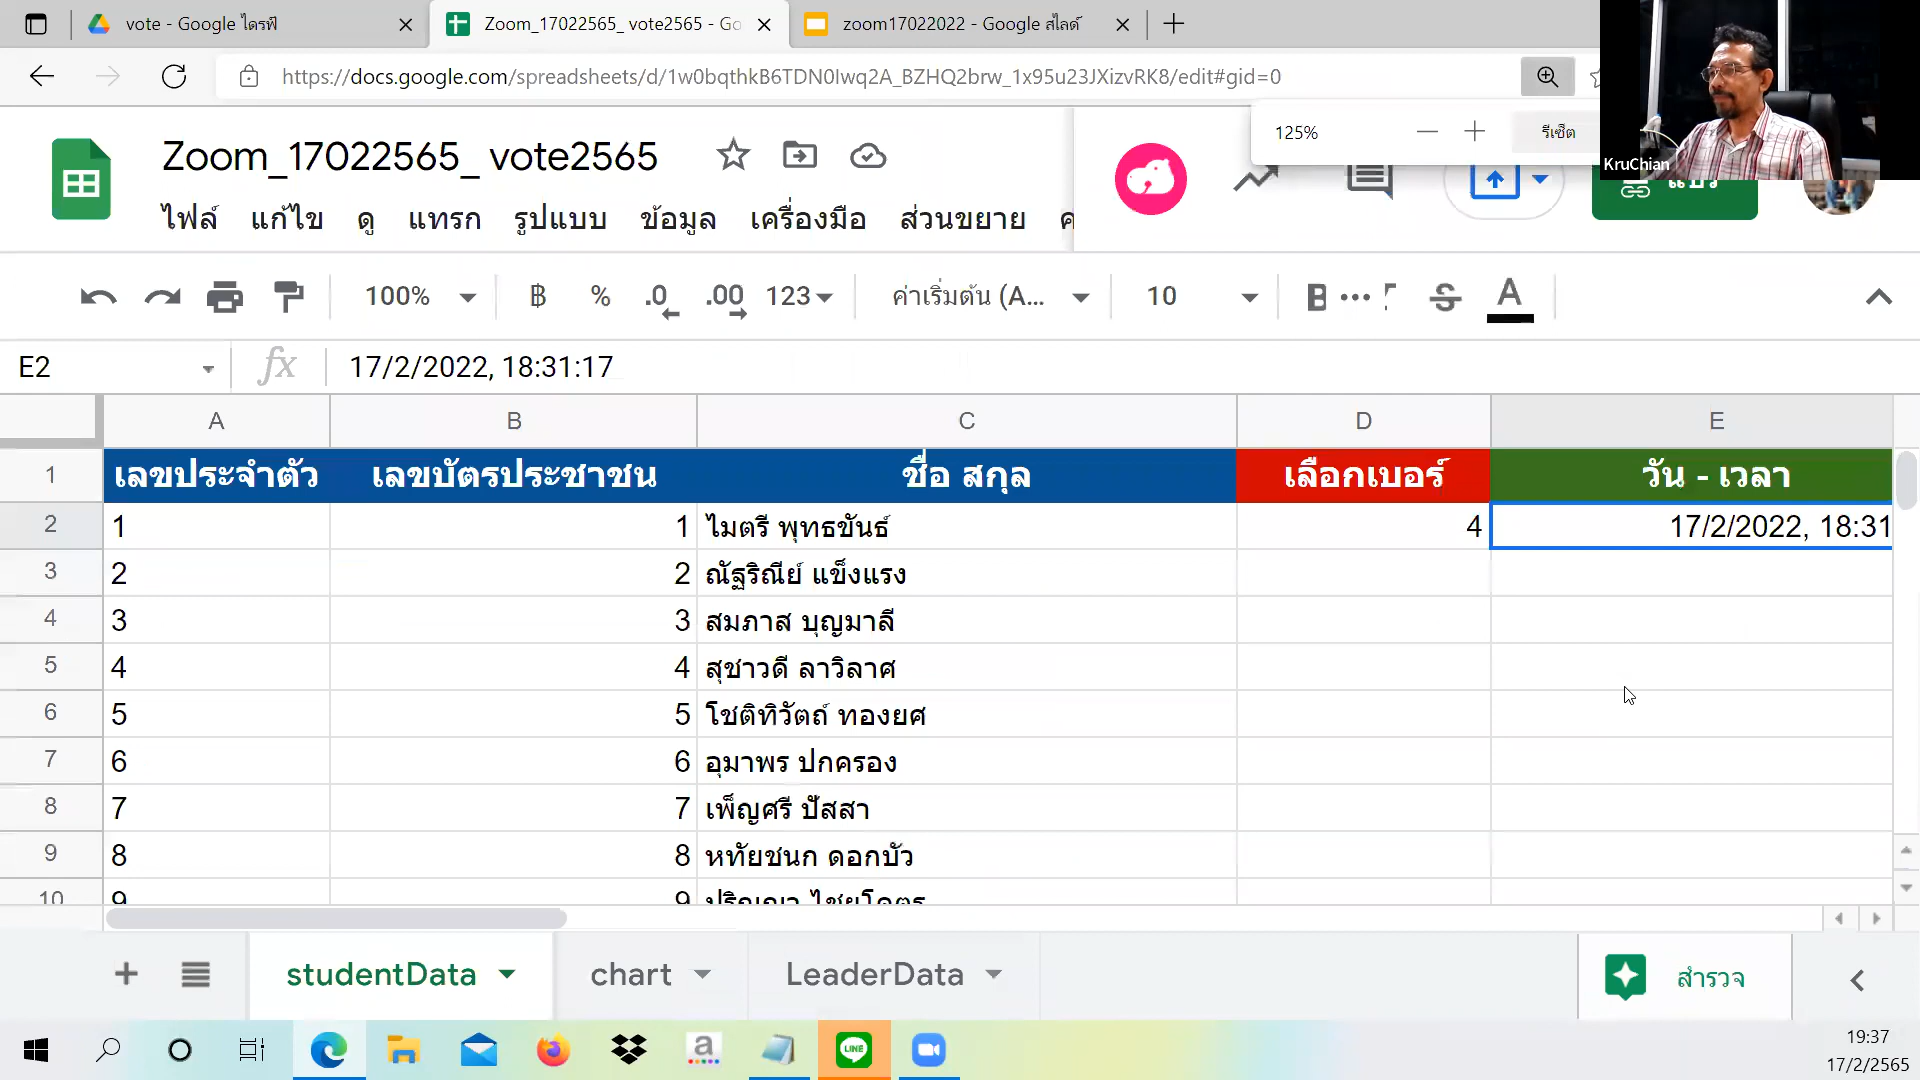 vote - Google ไดรฟ์
Zoom_17022565_ vote2565 - Go
zoom17022022 - Google สไลด์
https://docs.google.com/spreadsheets/d/1w0bqthkB6TDN0Iwq2A_BZHQ2brw_1x95u23JXizvRK8/edit#gid=0
125%
รีเซ็ต
KruChian
Zoom_17022565_ vote2565
ไฟล์ แก้ไข ดู แทรก รูปแบบ ข้อมูล เครื่องมือ ส่วนขยาย
100% ฿ % .0 .00 123 ค่าเริ่มต้น (A... 10 B S A
E2 fx 17/2/2022, 18:31:17
A B C D E
1 เลขประจำตัว เลขบัตรประชาชน ชื่อ สกุล เลือกเบอร์ วัน - เวลา
2 1 1 ไมตรี พุทธขันธ์ 4 17/2/2022, 18:31
3 2 2 ณัฐริณีย์ แข็งแรง
4 3 3 สมภาส บุญมาลี
5 4 4 สุชาวดี ลาวิลาศ
6 5 5 โชติทิวัตถ์ ทองยศ
7 6 6 อุมาพร ปกครอง
8 7 7 เพ็ญศรี ปัสสา
9 8 8 หทัยชนก ดอกบัว
10 9 9
studentData chart LeaderData สำรวจ
a LINE
19:37
17/2/2565